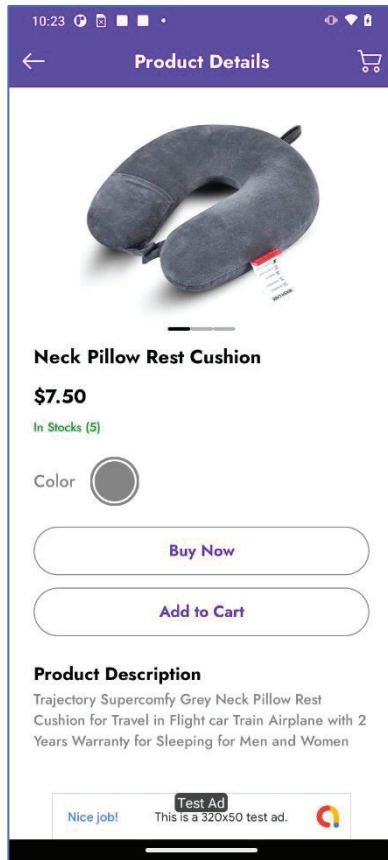 10:23
Product Details
Neck Pillow Rest Cushion
$7.50
In Stocks (5)
Color
Buy Now
Add to Cart
Product Description
Trajectory Supercomfy Grey Neck Pillow Rest
Cushion for Travel in Flight car Train Airplane with 2
Years Warranty for Sleeping for Men and Women
Test Ad
Nice job! This is a 320x50 test ad.